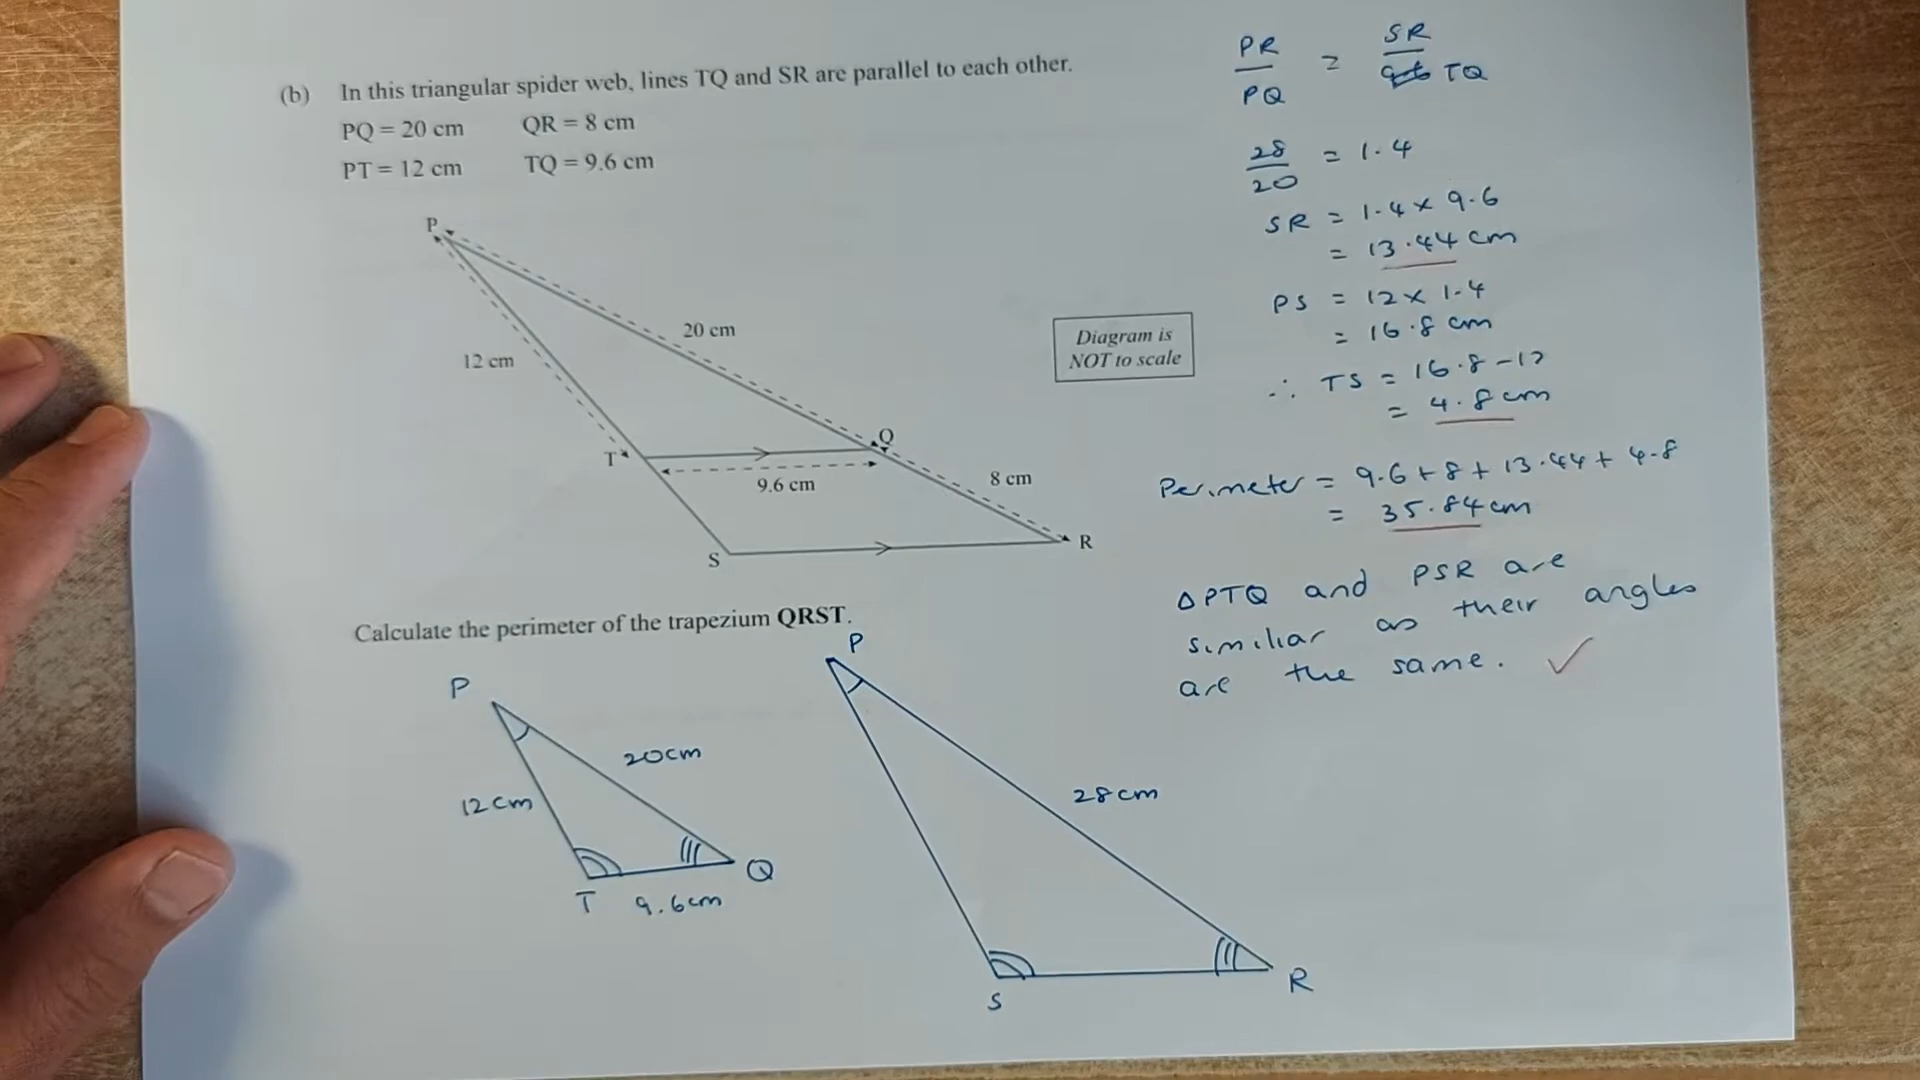 (b) In this triangular spider web, lines TQ and SR are parallel to each other.
PQ = 20 cm QR = 8 cm
PT = 12 cm TQ = 9.6 cm
P
20 cm
12 cm
Diagram is
NOT to scale
Q
T
9.6 cm
8 cm
R
S
Calculate the perimeter of the trapezium QRST.
P
20cm
12cm
T
9.6cm
Q
P
28cm
S
R
PR = SR
PQ TQ
28 = 1.4
20
SR = 1.4 x 9.6
= 13.44 cm
PS = 12 x 1.4
= 16.8 cm
∴ TS = 16.8 - 12
= 4.8 cm
Perimeter = 9.6 + 8 + 13.44 + 4.8
= 35.84 cm
△PTQ and PSR are
similiar as their angles
are the same. ✓